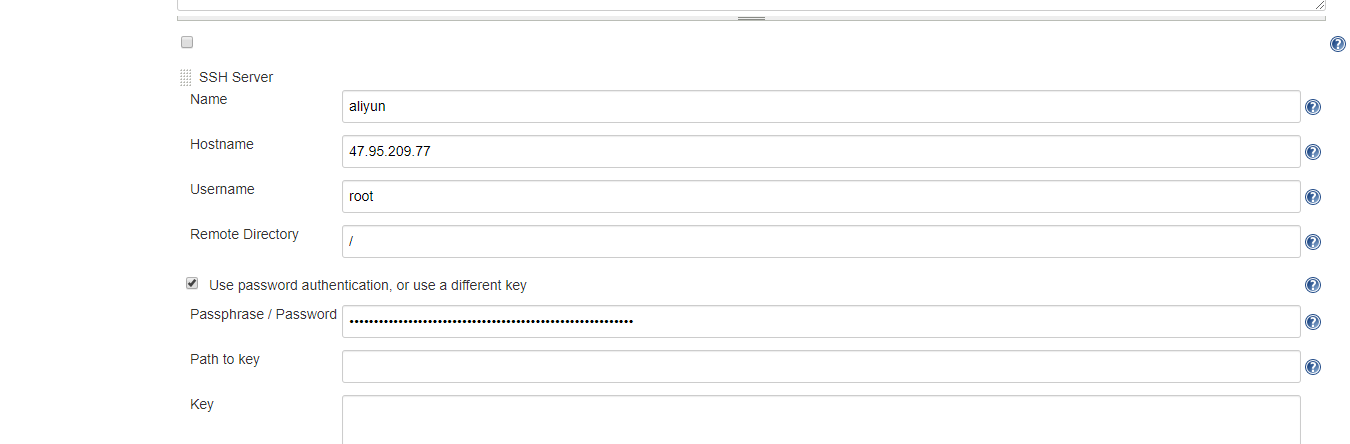 SSH Server
Name
aliyun
Hostname
47.95.209.77
Username
root
Remote Directory
/
Use password authentication, or use a different key
Passphrase / Password
••••••••••••••••••••••••••••••••••••••••••••••••••••••••••
Path to key
Key